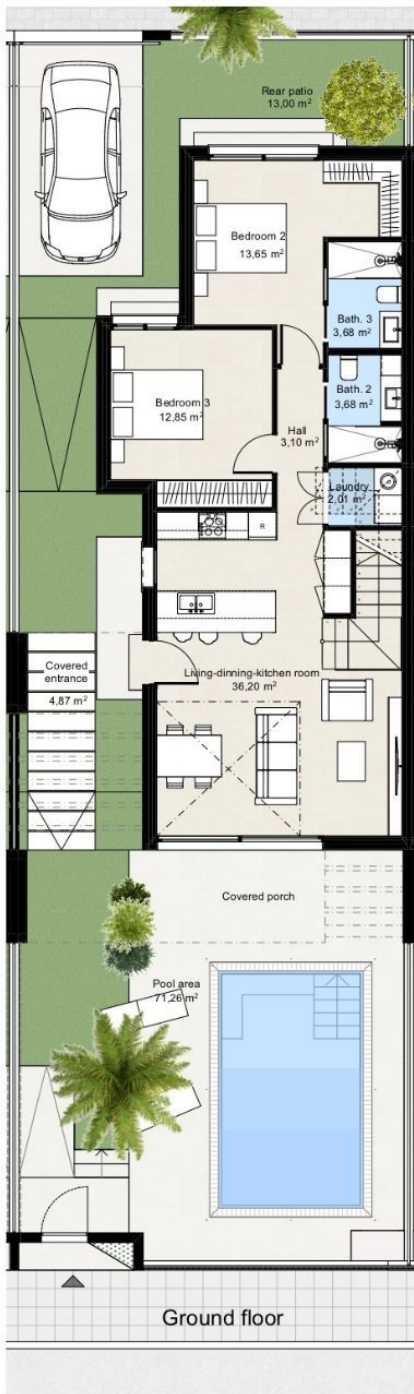 Rear patio
13,00 m²
Bedroom 2
13,65 m²
Bath. 3
3,68 m²
Bedroom 3
12,85 m²
Bath. 2
3,68 m²
Hall
3,10 m²
Laundry
2,01 m²
R
Covered
entrance
4,87 m²
Living-dinning-kitchen room
36,20 m²
Covered porch
Pool area
71,26 m²
Ground floor